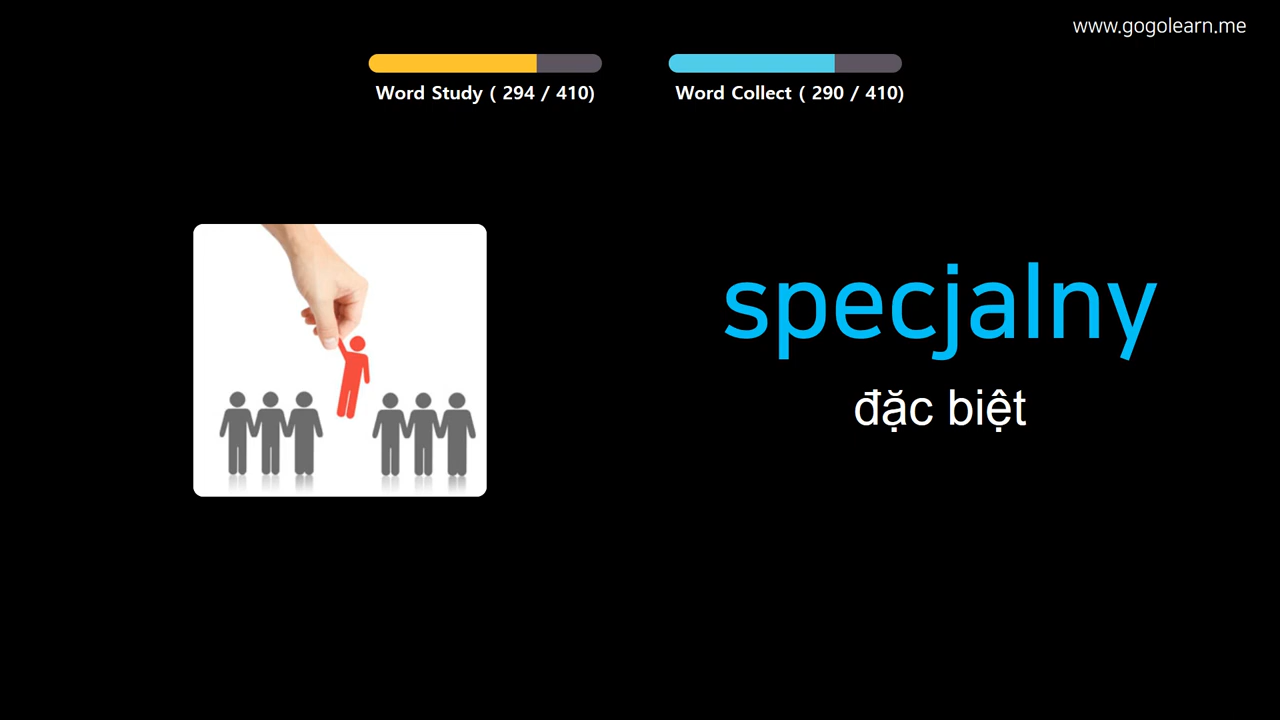 www.gogolearn.me
Word Study ( 294 / 410)
Word Collect ( 290 / 410)
specjalny
đặc biệt